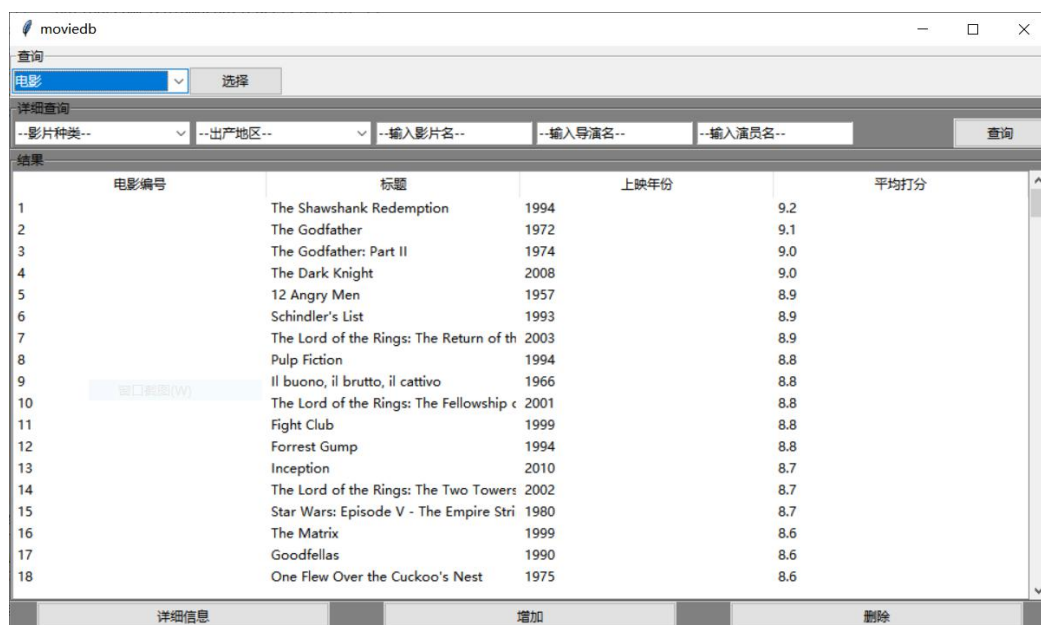 moviedb
查询
电影 选择
详细查询
--影片种类-- --出产地区-- --输入影片名-- --输入导演名-- --输入演员名-- 查询
结果
电影编号 标题 上映年份 平均打分
1 The Shawshank Redemption 1994 9.2
2 The Godfather 1972 9.1
3 The Godfather: Part II 1974 9.0
4 The Dark Knight 2008 9.0
5 12 Angry Men 1957 8.9
6 Schindler's List 1993 8.9
7 The Lord of the Rings: The Return of th 2003 8.9
8 Pulp Fiction 1994 8.8
9 Il buono, il brutto, il cattivo 1966 8.8
窗口截图(W)
10 The Lord of the Rings: The Fellowship 2001 8.8
11 Fight Club 1999 8.8
12 Forrest Gump 1994 8.8
13 Inception 2010 8.7
14 The Lord of the Rings: The Two Towers 2002 8.7
15 Star Wars: Episode V - The Empire Stri 1980 8.7
16 The Matrix 1999 8.6
17 Goodfellas 1990 8.6
18 One Flew Over the Cuckoo's Nest 1975 8.6
详细信息 增加 删除